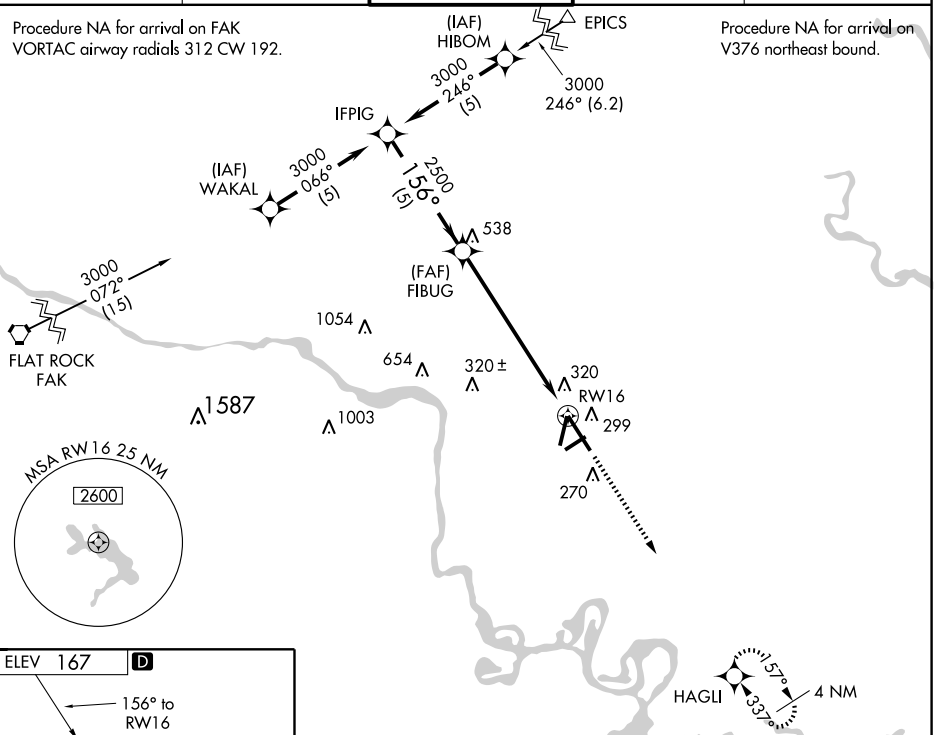 Procedure NA for arrival on FAK
VORTAC airway radials 312 CW 192.
(IAF)
HIBOM
EPICS
Procedure NA for arrival on
V376 northeast bound.
3000
246° (6.2)
3000
246°
(5)
IFPIG
(IAF)
WAKAL
3000
066°
(5)
2500
156°
(5)
538
(FAF)
FIBUG
3000
072°
(15)
FLAT ROCK
FAK
1054
654
320 ±
320
RW16
299
1587
1003
270
MSA RW16 25 NM
2600
ELEV 167
D
156° to
RW16
HAGLI
157°
337°
4 NM